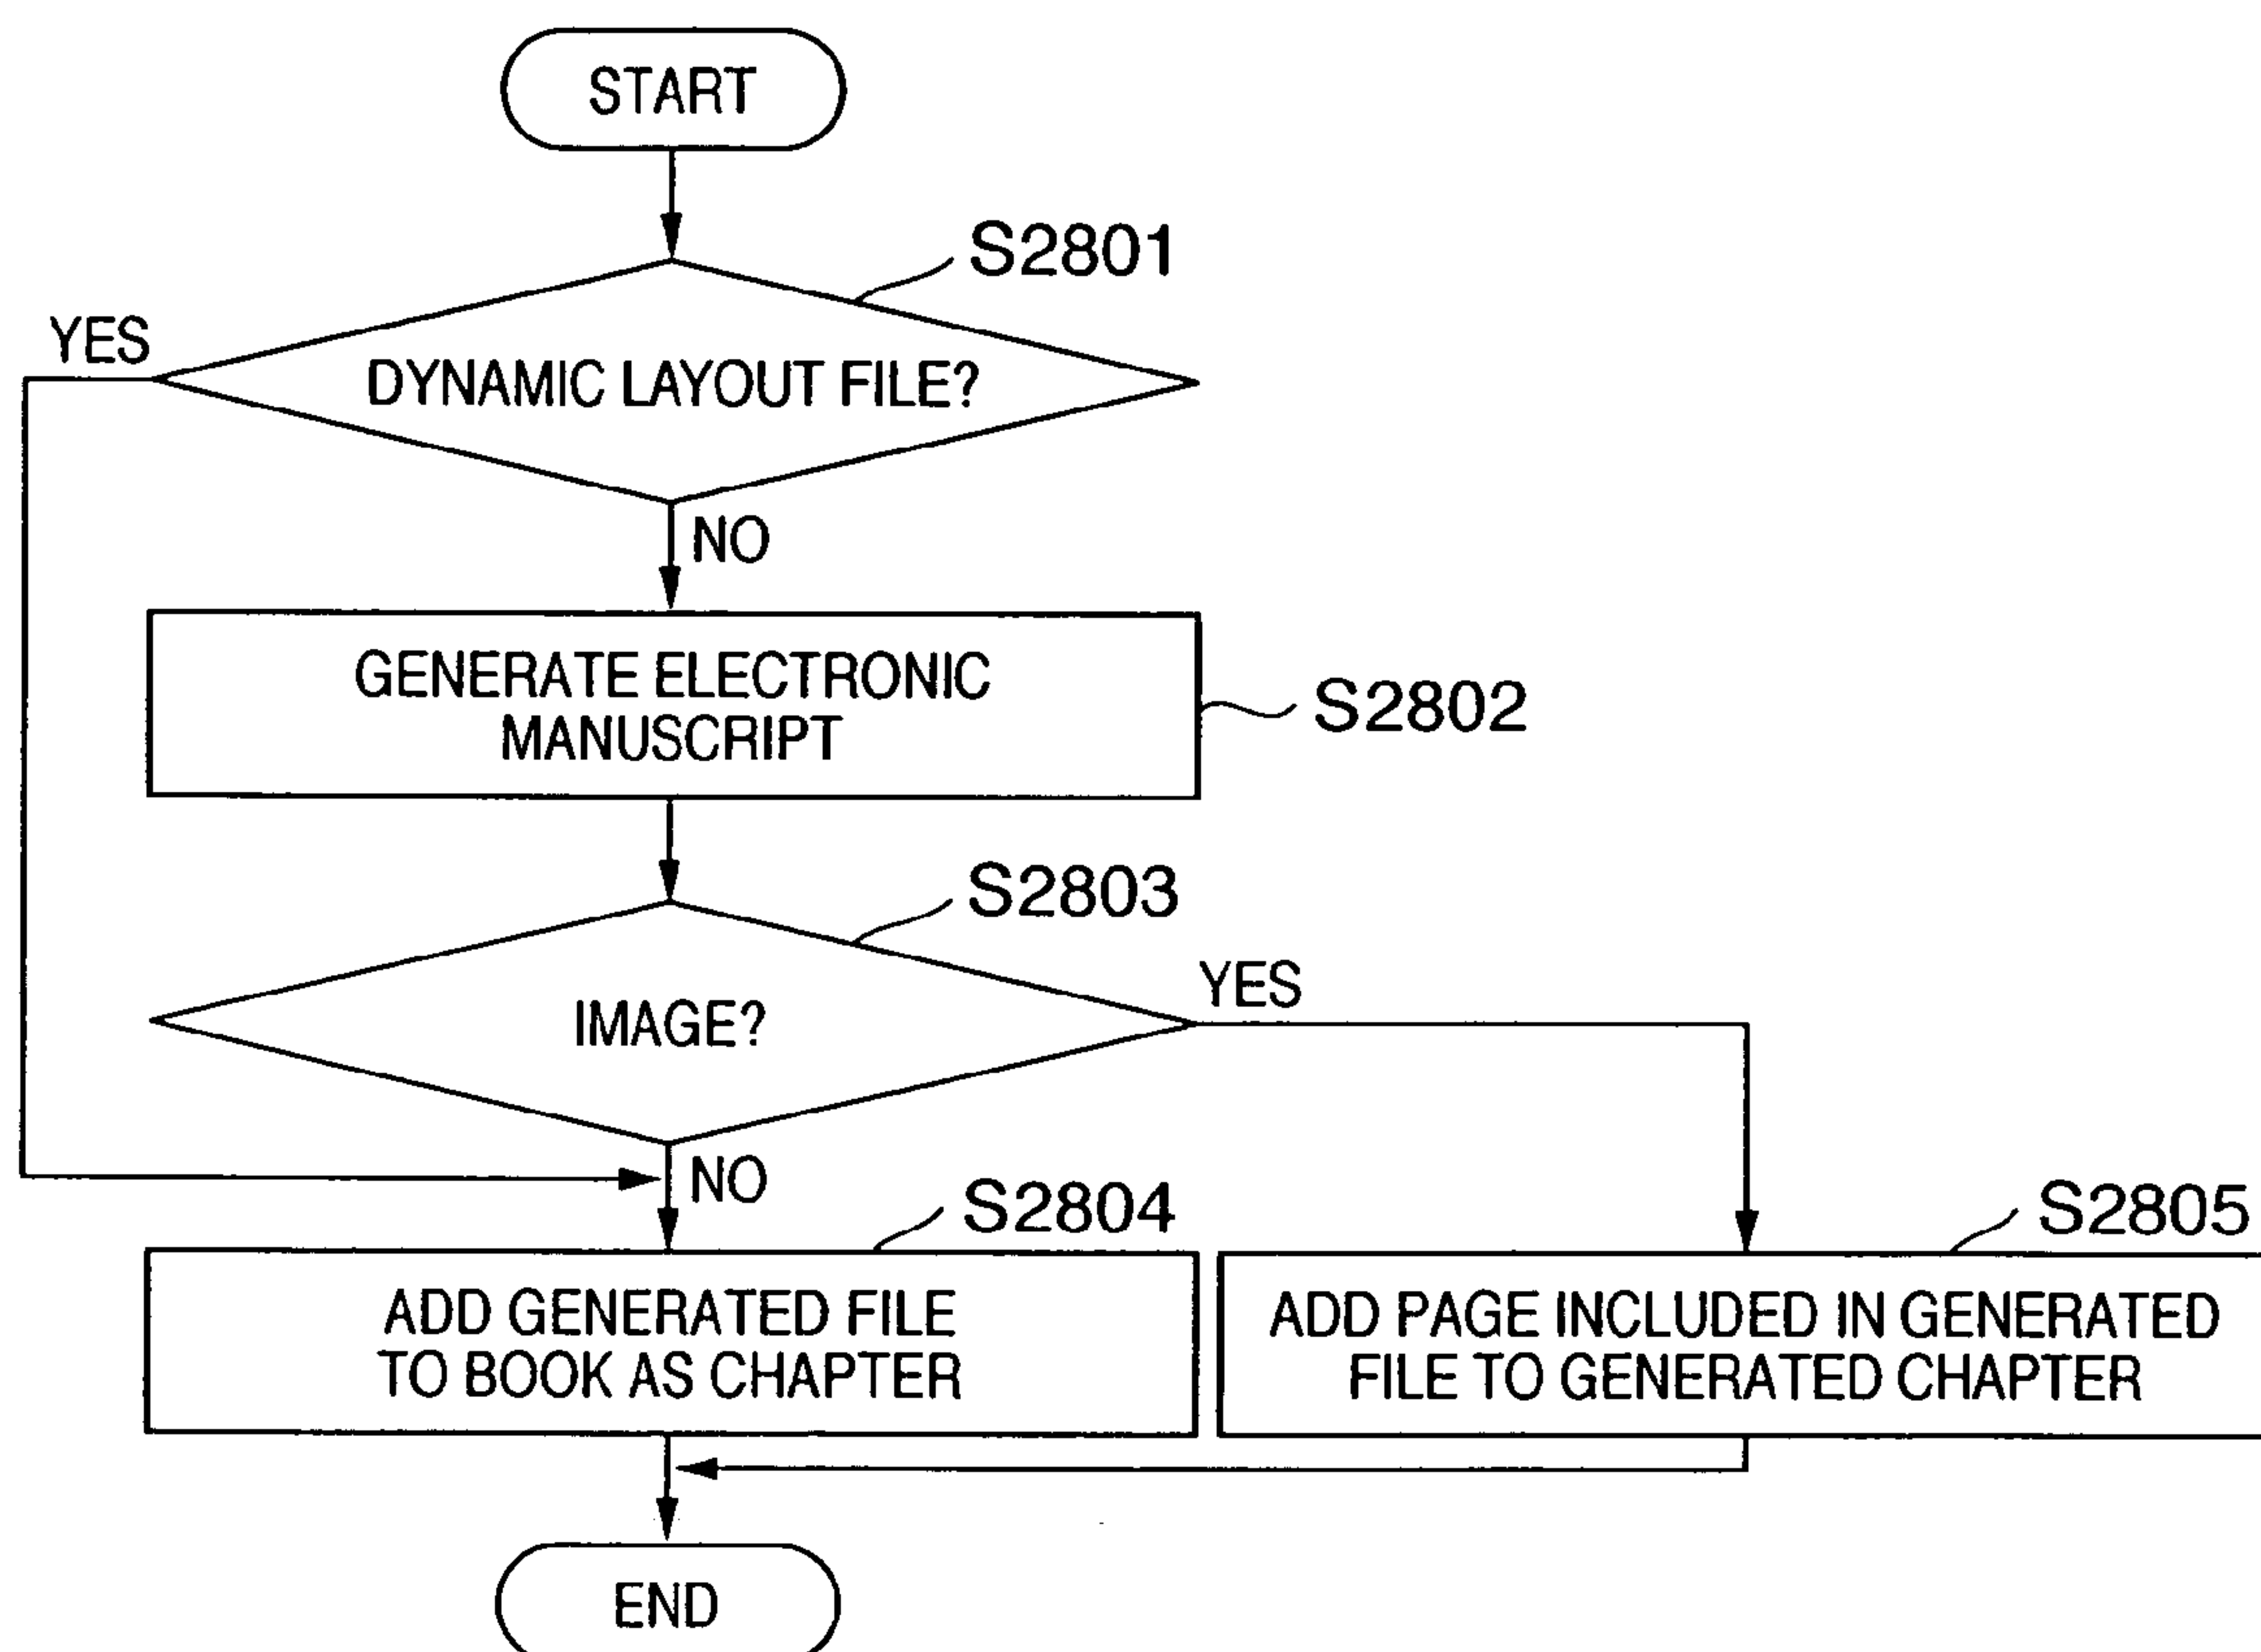 START
S2801
YES
DYNAMIC LAYOUT FILE?
NO
GENERATE ELECTRONIC
MANUSCRIPT
S2802
S2803
YES
IMAGE?
NO
S2804
S2805
ADD GENERATED FILE
TO BOOK AS CHAPTER
ADD PAGE INCLUDED IN GENERATED
FILE TO GENERATED CHAPTER
END